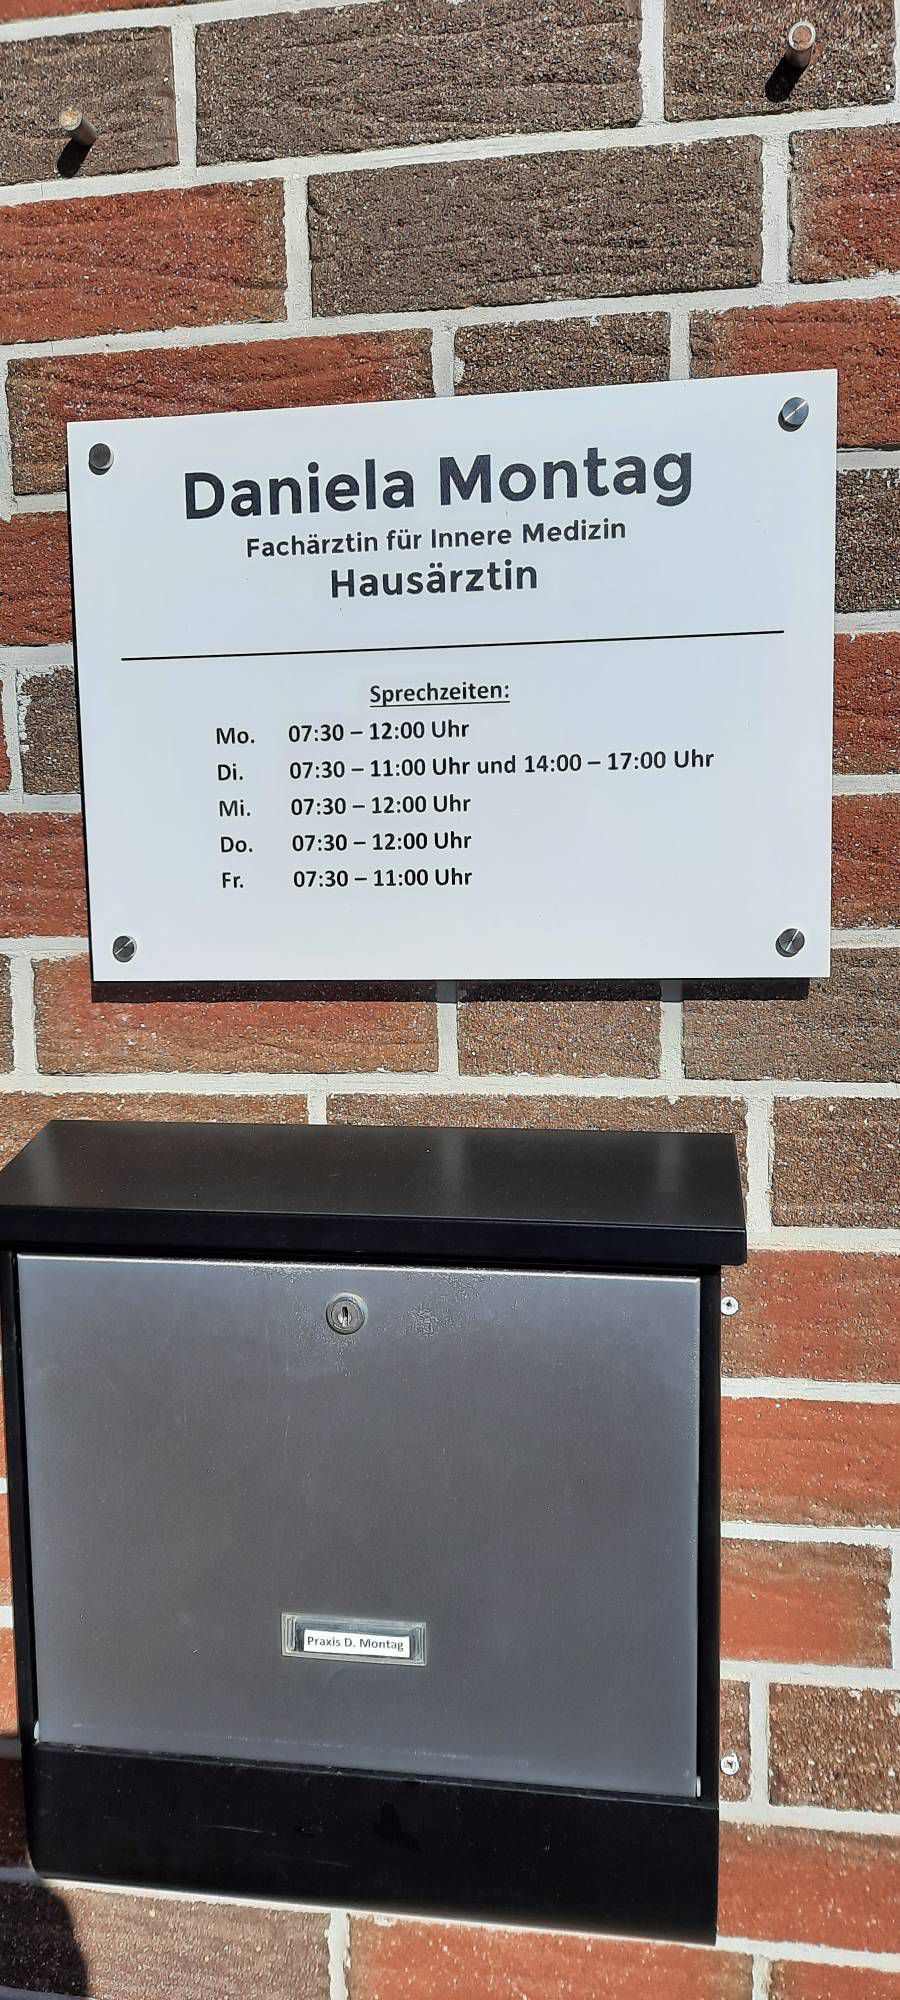 Daniela Montag
Fachärztin für Innere Medizin
Hausärztin
Sprechzeiten:
Mo. 07:30 – 12:00 Uhr
Di. 07:30 – 11:00 Uhr und 14:00 – 17:00 Uhr
Mi. 07:30 – 12:00 Uhr
Do. 07:30 – 12:00 Uhr
Fr. 07:30 – 11:00 Uhr
Praxis D. Montag